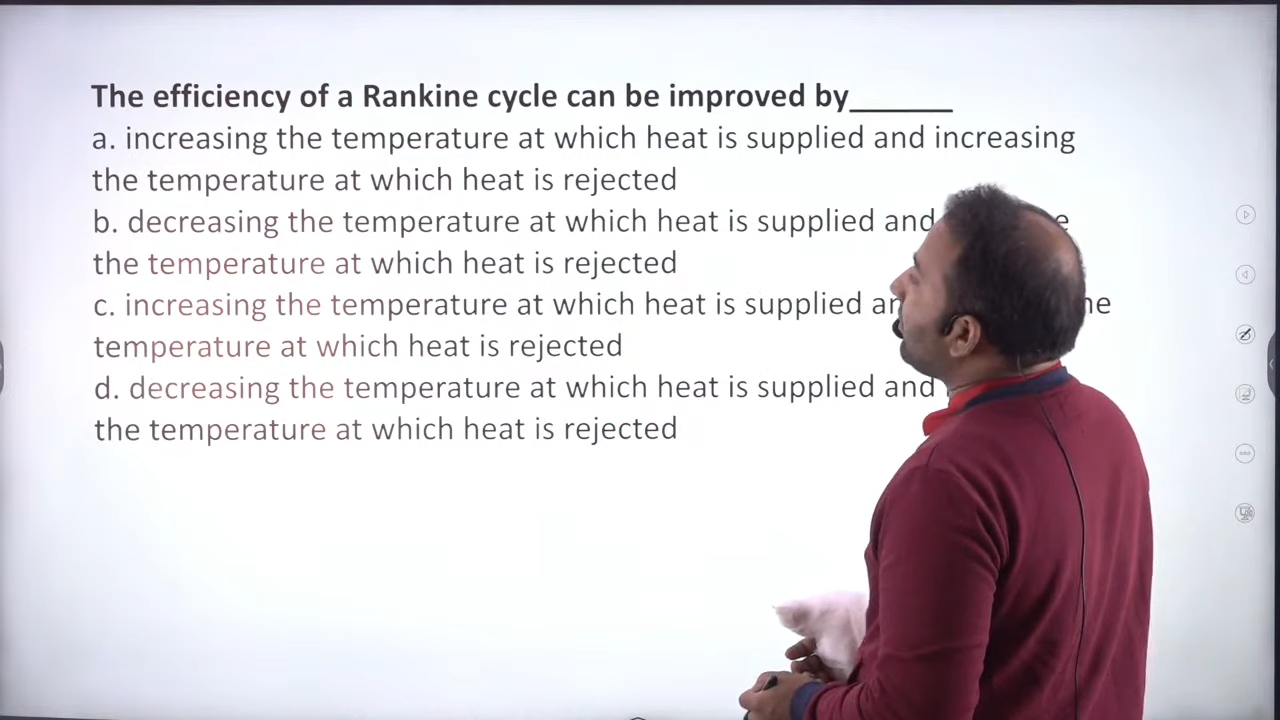 The efficiency of a Rankine cycle can be improved by______
a. increasing the temperature at which heat is supplied and increasing
the temperature at which heat is rejected
b. decreasing the temperature at which heat is supplied and
the temperature at which heat is rejected
c. increasing the temperature at which heat is supplied
temperature at which heat is rejected
d. decreasing the temperature at which heat is supplied and
the temperature at which heat is rejected